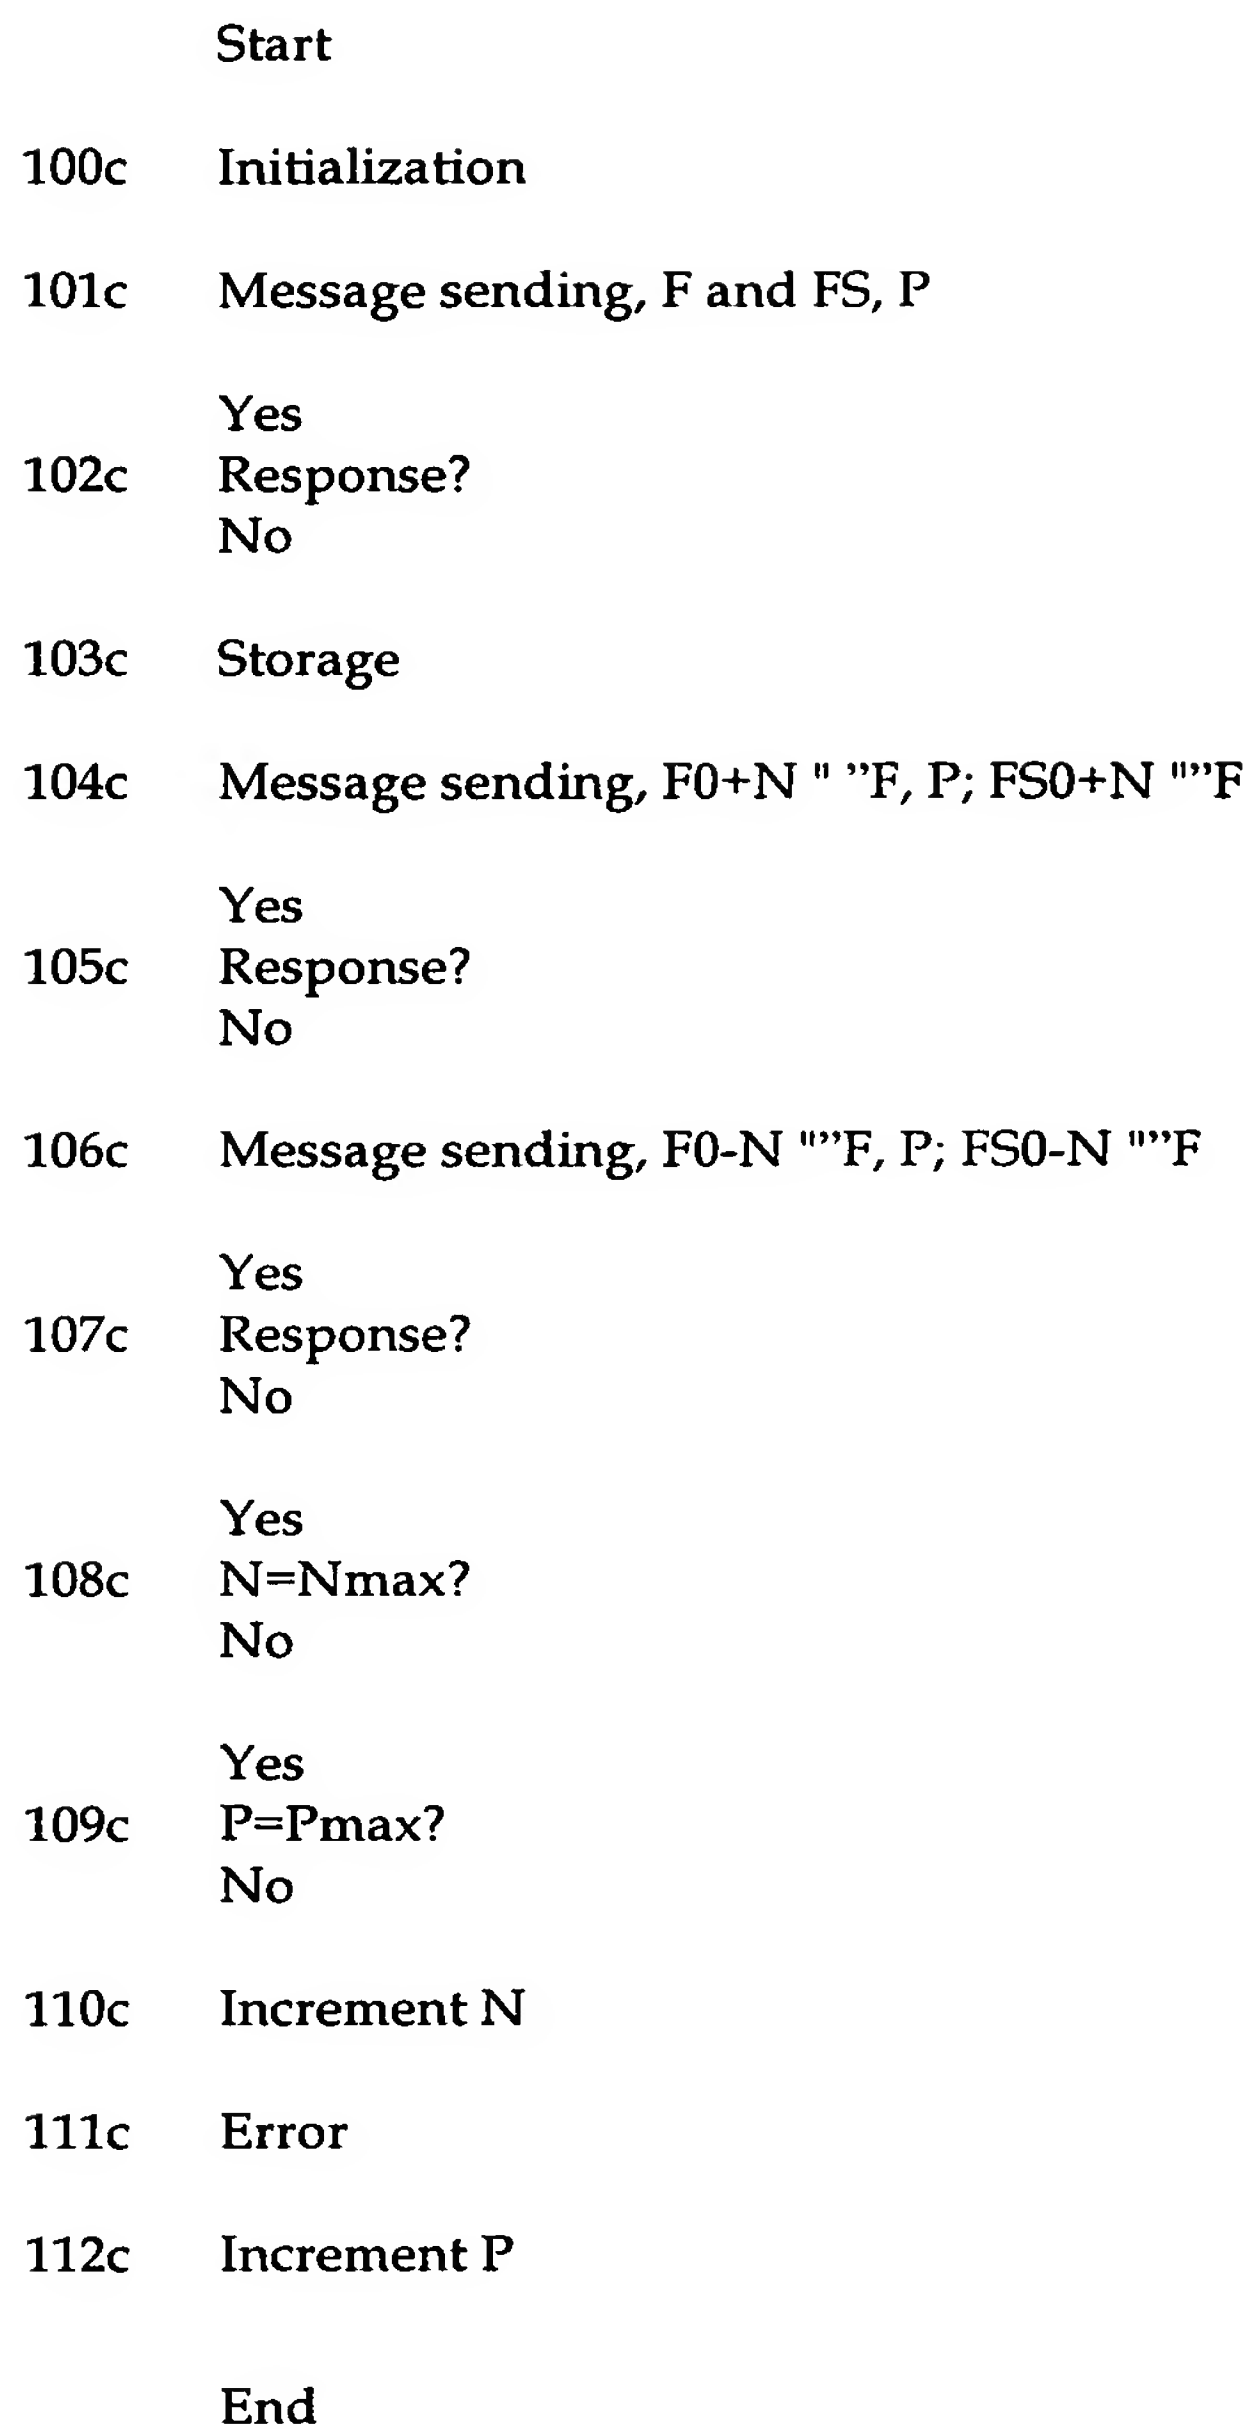 Start
100c Initialization
101c Message sending, F and FS, P
Yes
102c Response?
No
103c Storage
104c Message sending, F0+N " ”F, P; FS0+N "”F
Yes
105c Response?
No
106c Message sending, F0-N "”F, P; FS0-N "”F
Yes
107c Response?
No
Yes
108c N=Nmax?
No
Yes
109c P=Pmax?
No
110c Increment N
111c Error
112c Increment P
End